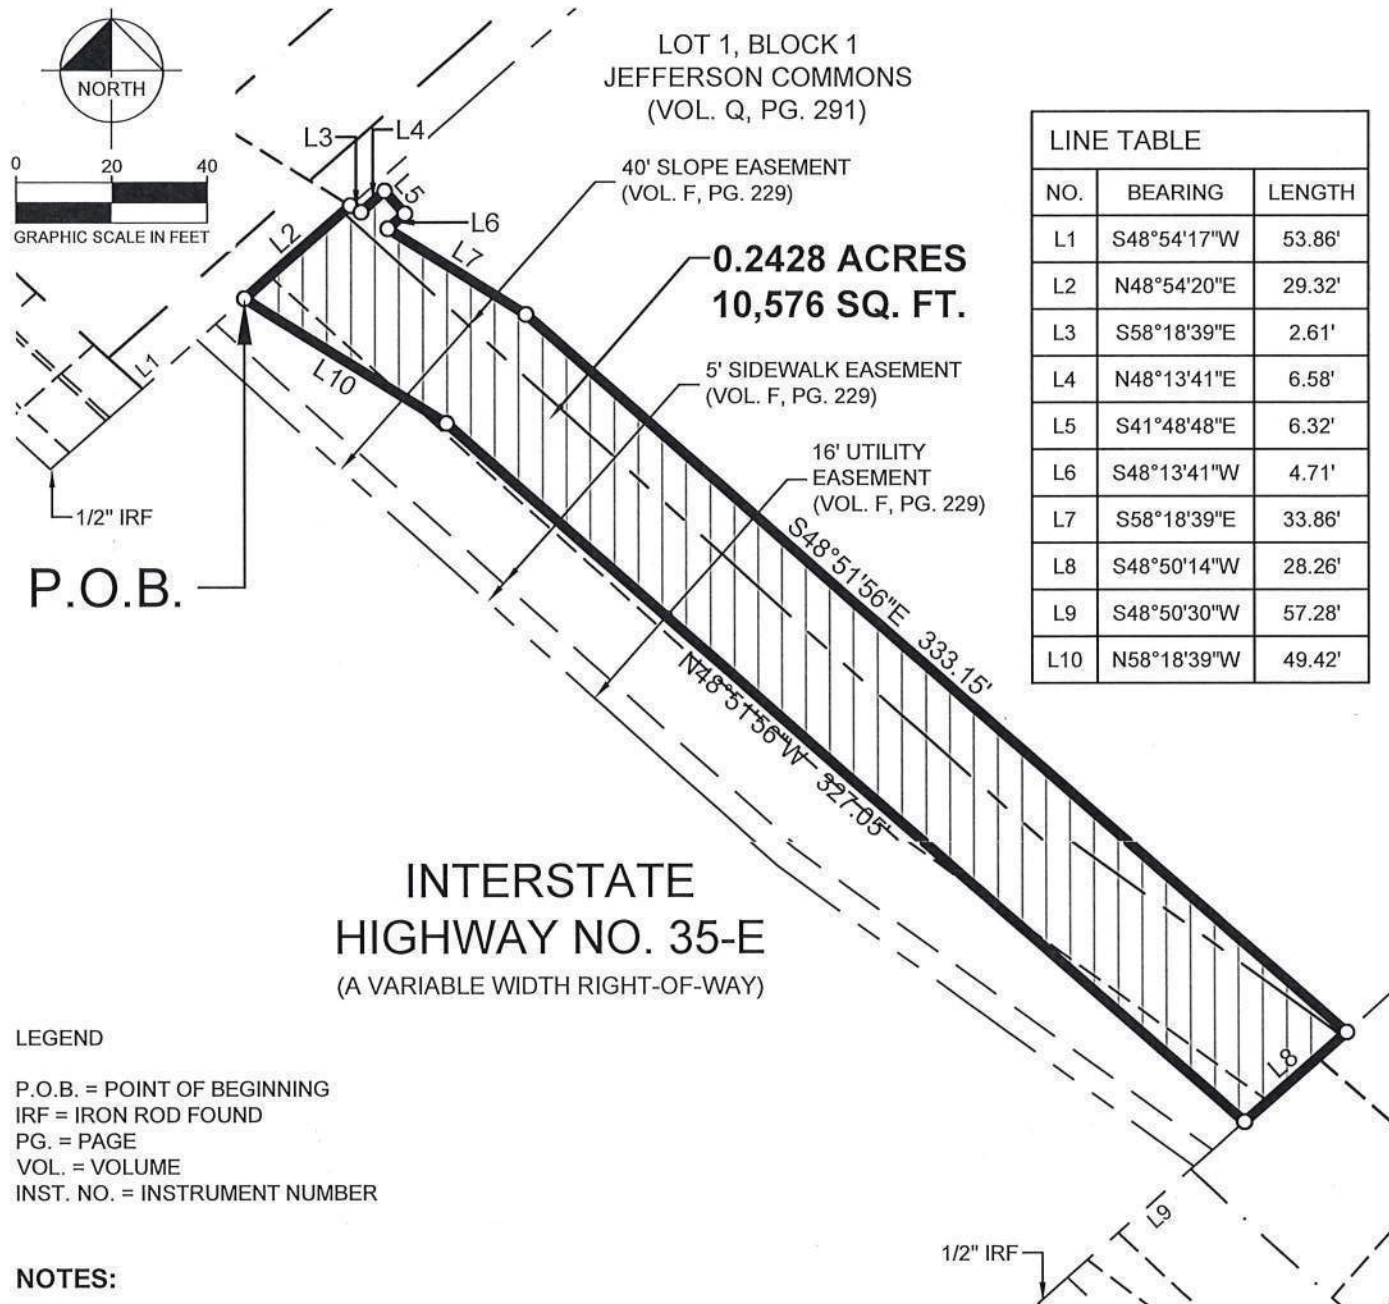 NORTH
0 20 40
GRAPHIC SCALE IN FEET
LOT 1, BLOCK 1
JEFFERSON COMMONS
(VOL. Q, PG. 291)
L3
L4
L5
L6
L2
L7
40' SLOPE EASEMENT
(VOL. F, PG. 229)
0.2428 ACRES
10,576 SQ. FT.
5' SIDEWALK EASEMENT
(VOL. F, PG. 229)
16' UTILITY
EASEMENT
(VOL. F, PG. 229)
L1
L10
1/2" IRF
P.O.B.
S48°51'56"E 333.15'
N48°51'56"W 327.05'
LINE TABLE
NO. BEARING LENGTH
L1 S48°54'17"W 53.86'
L2 N48°54'20"E 29.32'
L3 S58°18'39"E 2.61'
L4 N48°13'41"E 6.58'
L5 S41°48'48"E 6.32'
L6 S48°13'41"W 4.71'
L7 S58°18'39"E 33.86'
L8 S48°50'14"W 28.26'
L9 S48°50'30"W 57.28'
L10 N58°18'39"W 49.42'
INTERSTATE
HIGHWAY NO. 35-E
(A VARIABLE WIDTH RIGHT-OF-WAY)
L8
L9
1/2" IRF
LEGEND
P.O.B. = POINT OF BEGINNING
IRF = IRON ROD FOUND
PG. = PAGE
VOL. = VOLUME
INST. NO. = INSTRUMENT NUMBER
NOTES: